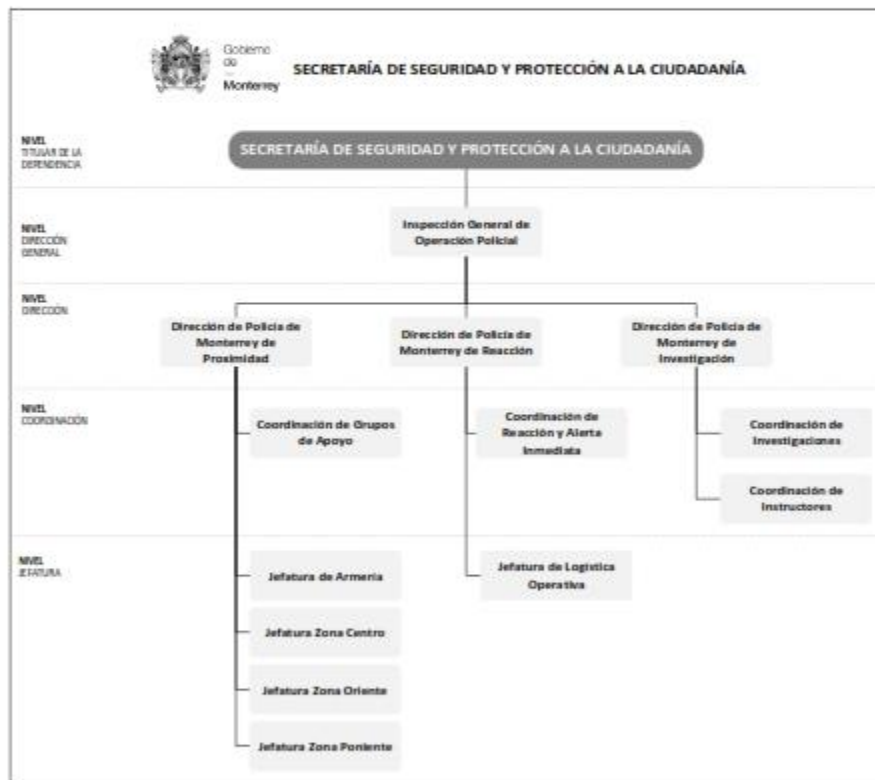 Gobierno
de
Monterrey
SECRETARÍA DE SEGURIDAD Y PROTECCIÓN A LA CIUDADANÍA
NIVEL
TITULAR DE LA
DEPENDENCIA
SECRETARÍA DE SEGURIDAD Y PROTECCIÓN A LA CIUDADANÍA
NIVEL
DIRECCIÓN
GENERAL
Inspección General de
Operación Policial
NIVEL
DIRECCIÓN
Dirección de Policía de
Monterrey de
Proximidad
Dirección de Policía de
Monterrey de Reacción
Dirección de Policía de
Monterrey de
Investigación
NIVEL
COORDINACIÓN
Coordinación de Grupos
de Apoyo
Coordinación de
Reacción y Alerta
Inmediata
Coordinación de
Investigaciones
Coordinación de
Instructores
NIVEL
JEFATURA
Jefatura de Armería
Jefatura Zona Centro
Jefatura Zona Oriente
Jefatura Zona Poniente
Jefatura de Logística
Operativa